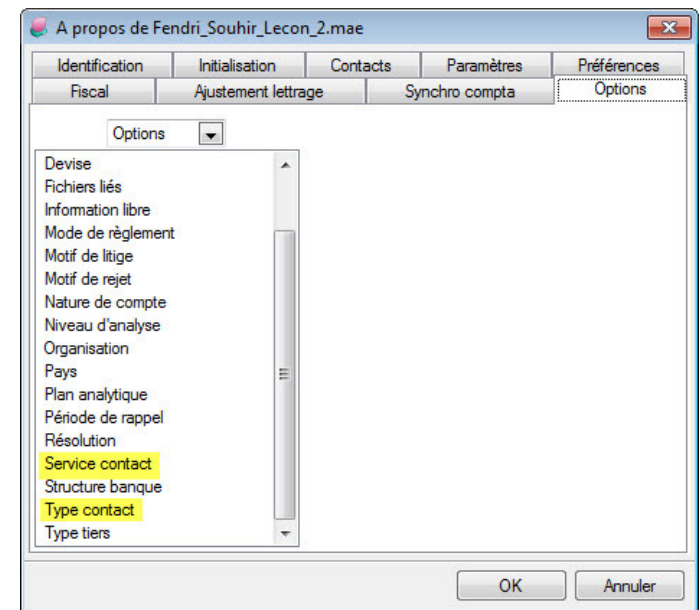 A propos de Fendri_Souhir_Lecon_2.mae
Identification Initialisation Contacts Paramètres Préférences
Fiscal Ajustement lettrage Synchro compta Options
Options
Devise
Fichiers liés
Information libre
Mode de règlement
Motif de litige
Motif de rejet
Nature de compte
Niveau d'analyse
Organisation
Pays
Plan analytique
Période de rappel
Résolution
Service contact
Structure banque
Type contact
Type tiers
OK Annuler